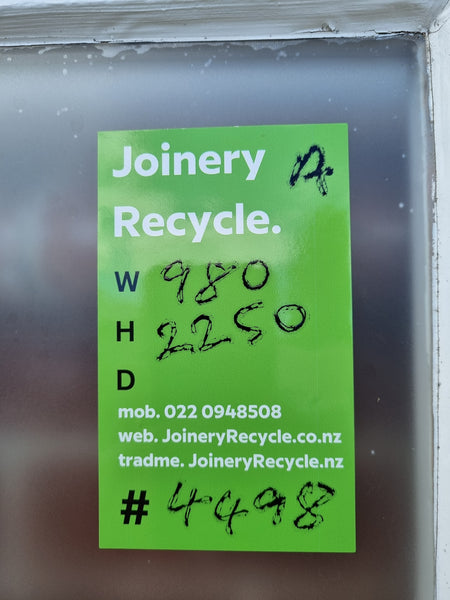 Joinery A.
Recycle.
W 980
H 2250
D
mob. 022 0948508
web. JoineryRecycle.co.nz
tradme. JoineryRecycle.nz
# 4498